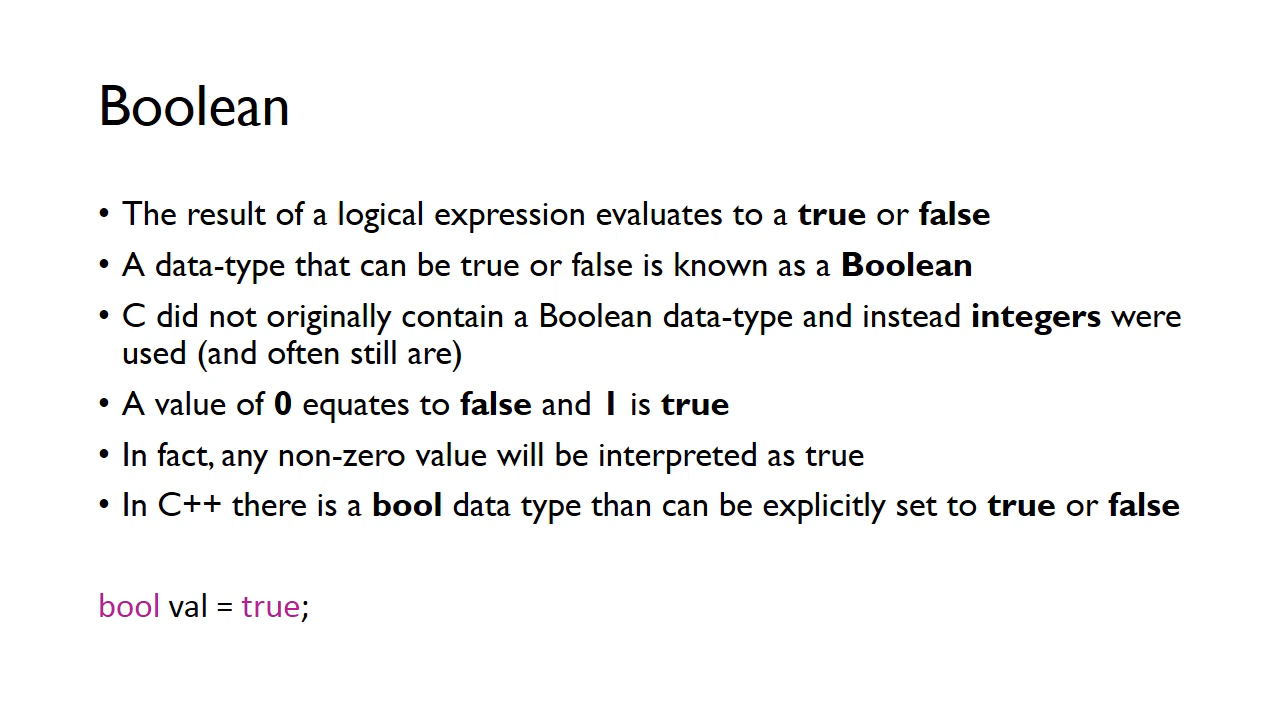 Boolean
• The result of a logical expression evaluates to a true or false
• A data-type that can be true or false is known as a Boolean
• C did not originally contain a Boolean data-type and instead integers were
used (and often still are)
• A value of 0 equates to false and 1 is true
• In fact, any non-zero value will be interpreted as true
• In C++ there is a bool data type than can be explicitly set to true or false
bool val = true;